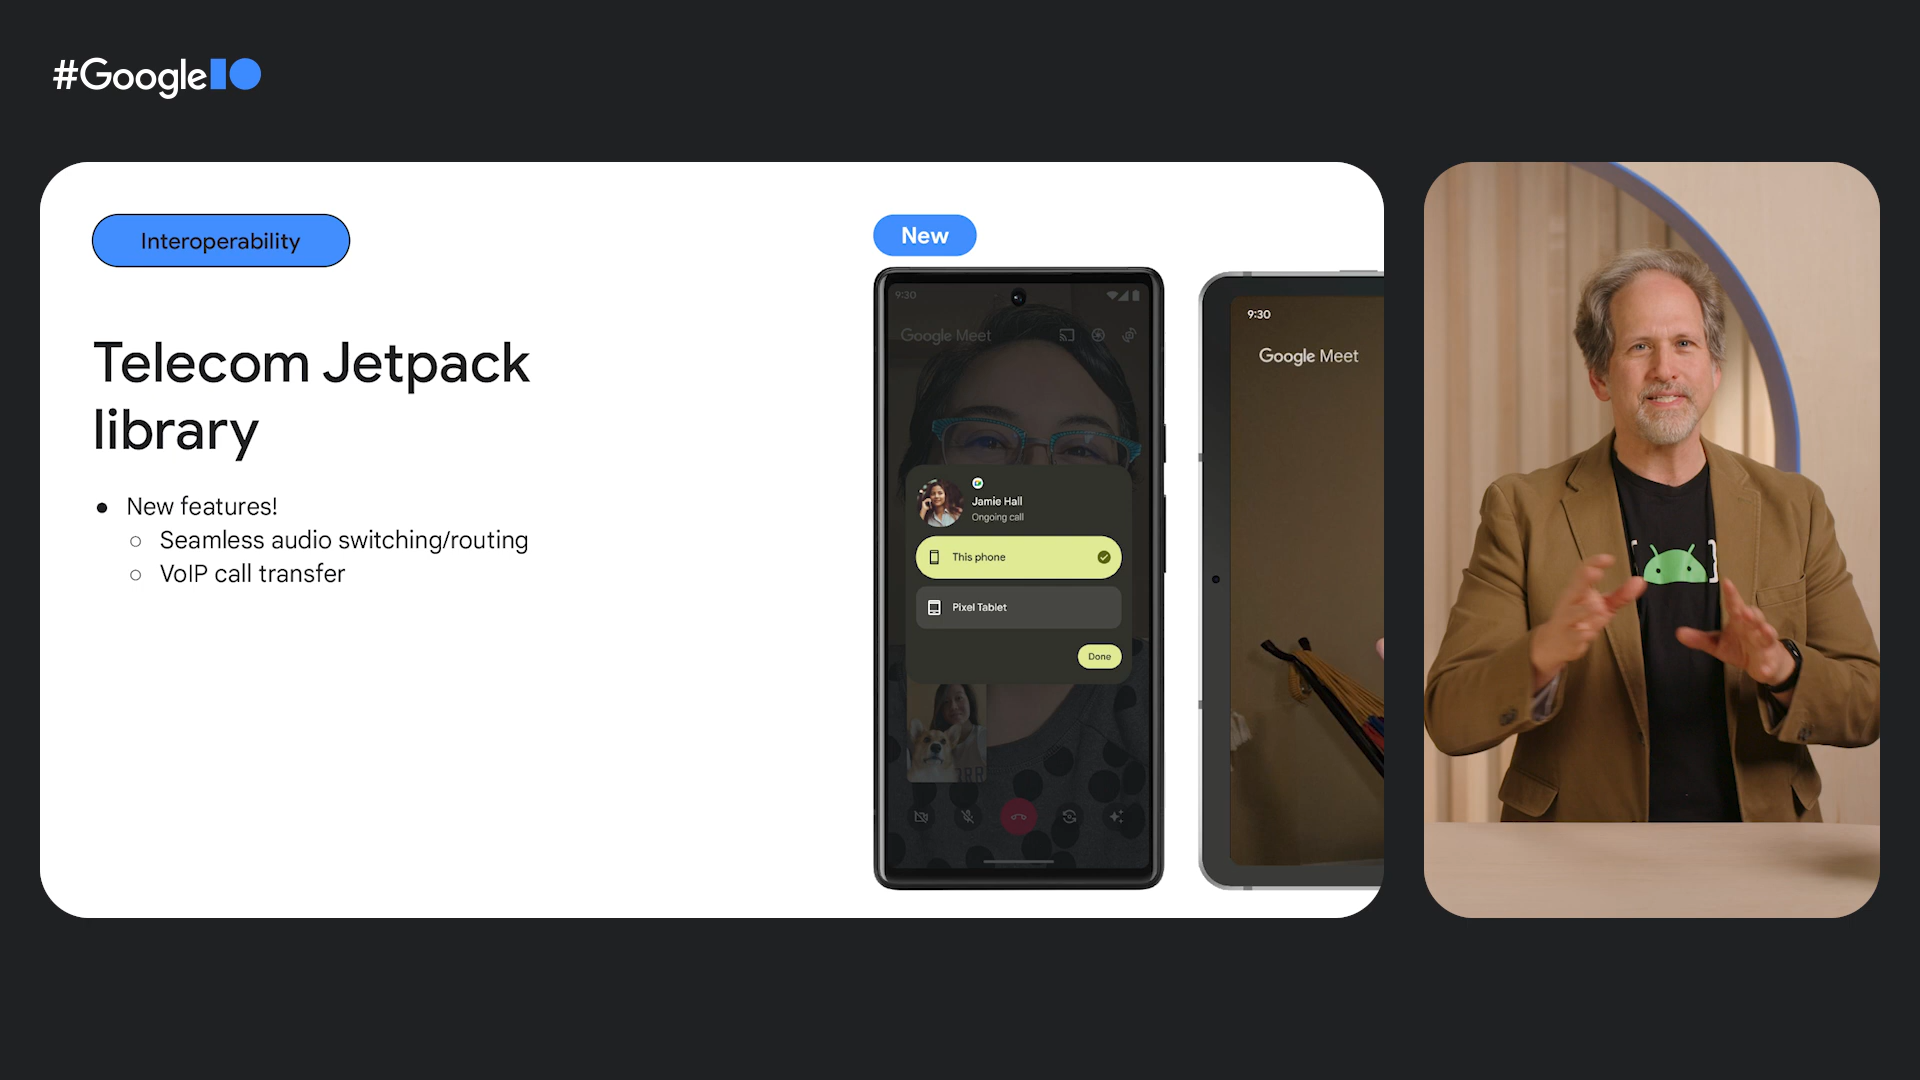 #GoogleIO
Interoperability
Telecom Jetpack
library
● New features!
○ Seamless audio switching/routing
○ VoIP call transfer
New
9:30
Google Meet
Jamie Hall
Ongoing call
This phone
Pixel Tablet
Done
9:30
Google Meet